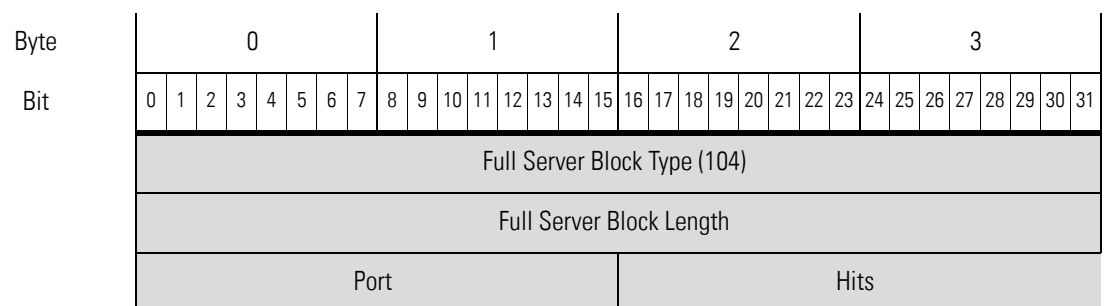 Byte 0 1 2 3
Bit 0 1 2 3 4 5 6 7 8 9 10 11 12 13 14 15 16 17 18 19 20 21 22 23 24 25 26 27 28 29 30 31
Full Server Block Type (104)
Full Server Block Length
Port Hits